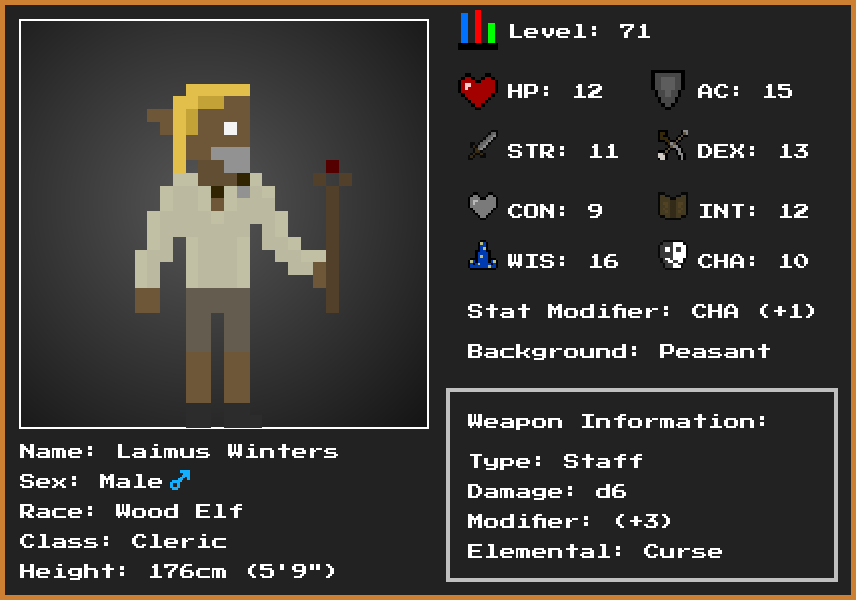 Level: 71
HP: 12 AC: 15
STR: 11 DEX: 13
CON: 9 INT: 12
WIS: 16 CHA: 10
Stat Modifier: CHA (+1)
Background: Peasant
Weapon Information:
Type: Staff
Damage: d6
Modifier: (+3)
Elemental: Curse
Name: Laimus Winters
Sex: Male ♂
Race: Wood Elf
Class: Cleric
Height: 176cm (5'9")